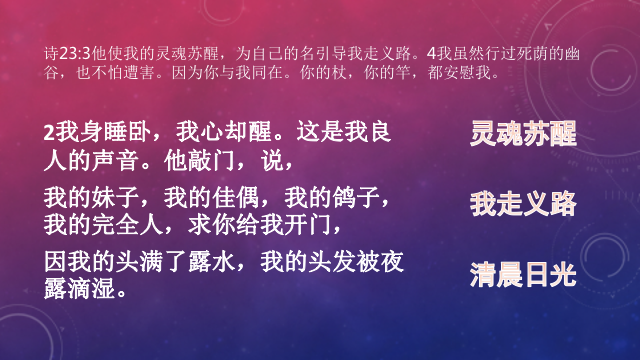 诗23:3他使我的灵魂苏醒，为自己的名引导我走义路。4我虽然行过死荫的幽
谷，也不怕遭害。因为你与我同在。你的杖，你的竿，都安慰我。
2我身睡卧，我心却醒。这是我良
人的声音。他敲门，说，
我的妹子，我的佳偶，我的鸽子，
我的完全人，求你给我开门，
因我的头满了露水，我的头发被夜
露滴湿。
灵魂苏醒
我走义路
清晨日光